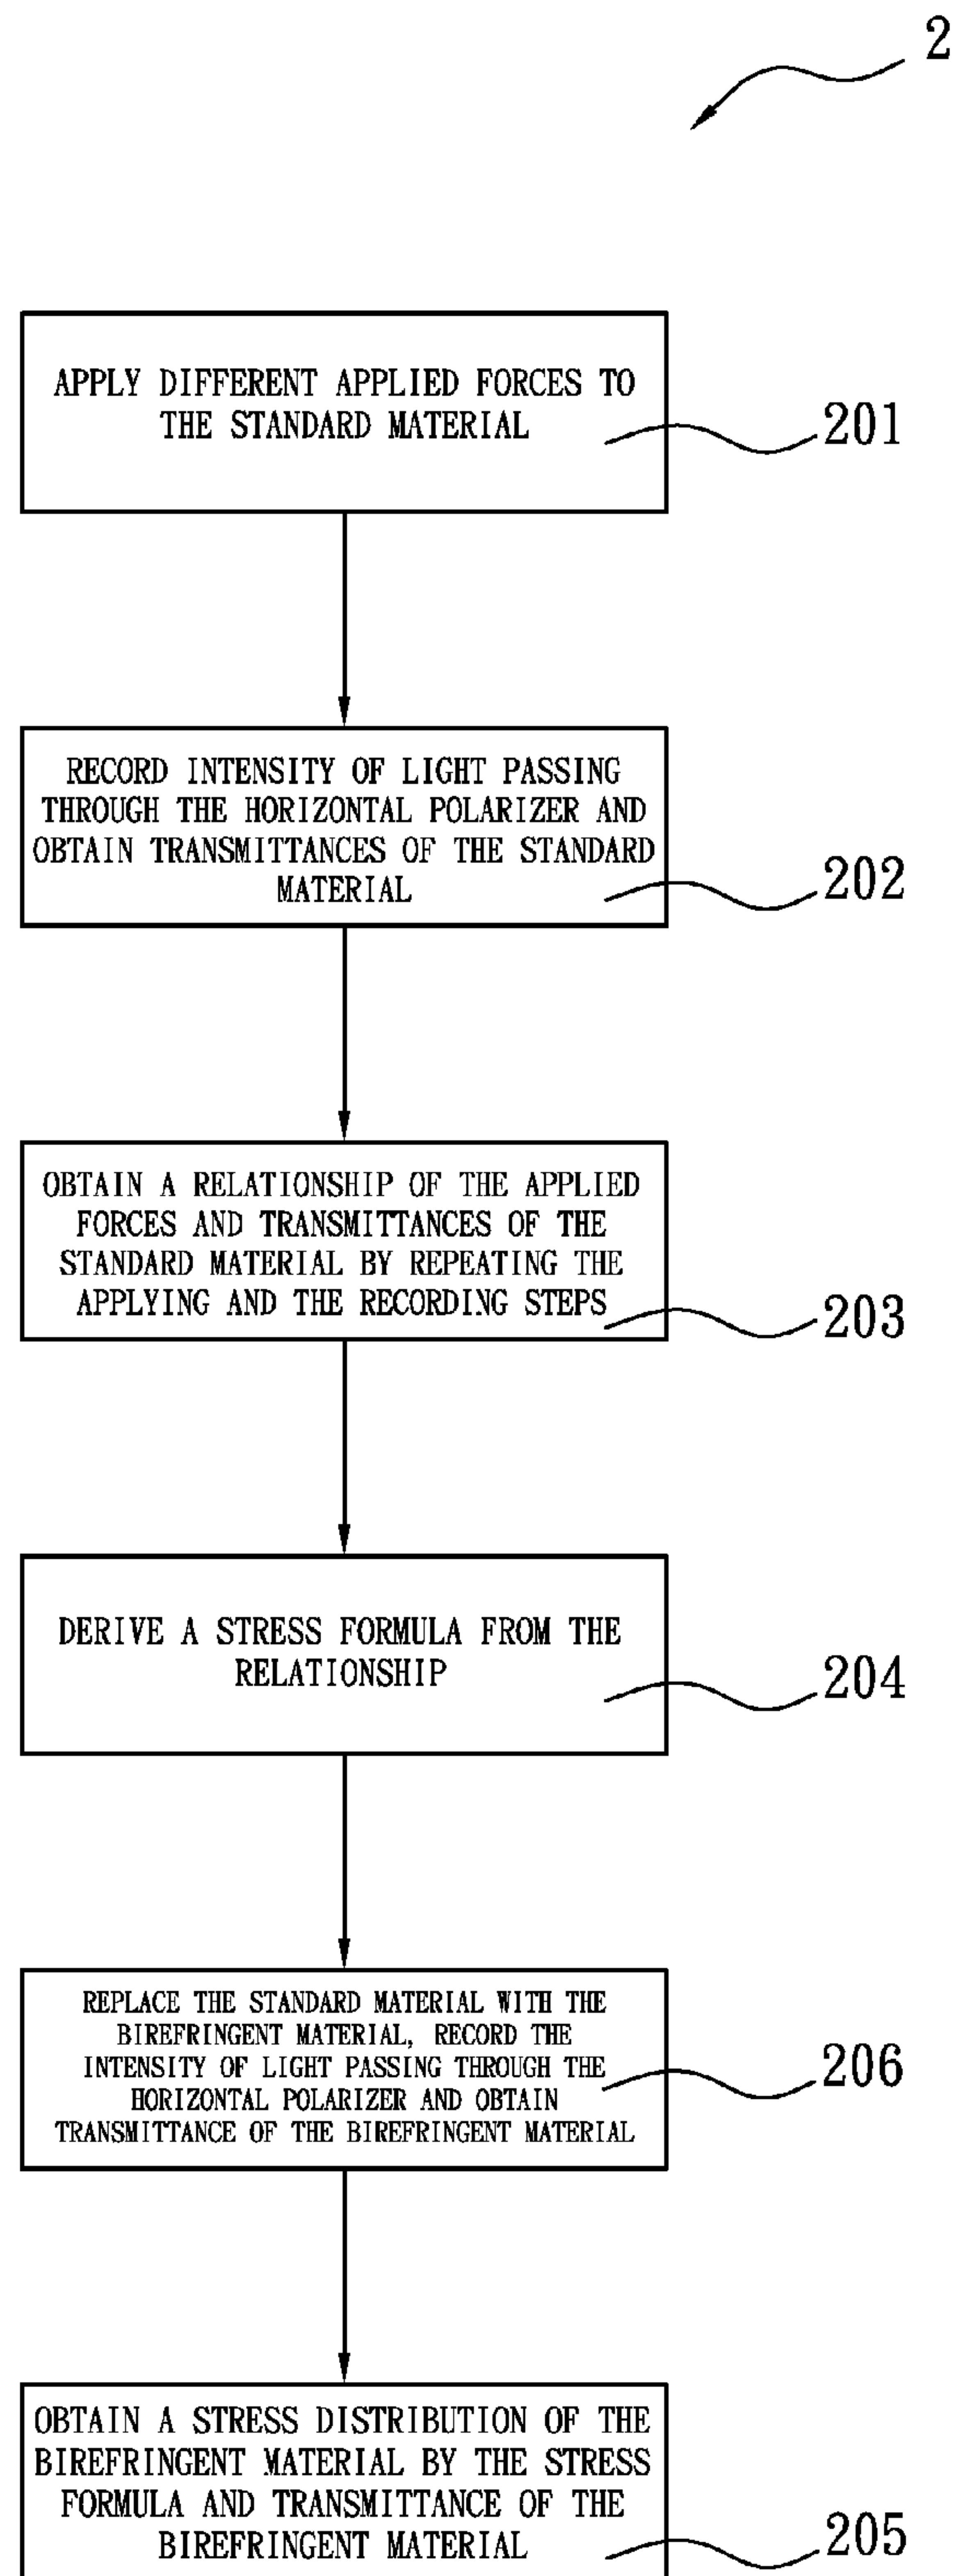 2
APPLY DIFFERENT APPLIED FORCES TO
THE STANDARD MATERIAL
201
RECORD INTENSITY OF LIGHT PASSING
THROUGH THE HORIZONTAL POLARIZER AND
OBTAIN TRANSMITTANCES OF THE STANDARD
MATERIAL
202
OBTAIN A RELATIONSHIP OF THE APPLIED
FORCES AND TRANSMITTANCES OF THE
STANDARD MATERIAL BY REPEATING THE
APPLYING AND THE RECORDING STEPS
203
DERIVE A STRESS FORMULA FROM THE
RELATIONSHIP
204
REPLACE THE STANDARD MATERIAL WITH THE
BIREFRINGENT MATERIAL, RECORD THE
INTENSITY OF LIGHT PASSING THROUGH THE
HORIZONTAL POLARIZER AND OBTAIN
TRANSMITTANCE OF THE BIREFRINGENT MATERIAL
206
OBTAIN A STRESS DISTRIBUTION OF THE
BIREFRINGENT MATERIAL BY THE STRESS
FORMULA AND TRANSMITTANCE OF THE
BIREFRINGENT MATERIAL
205